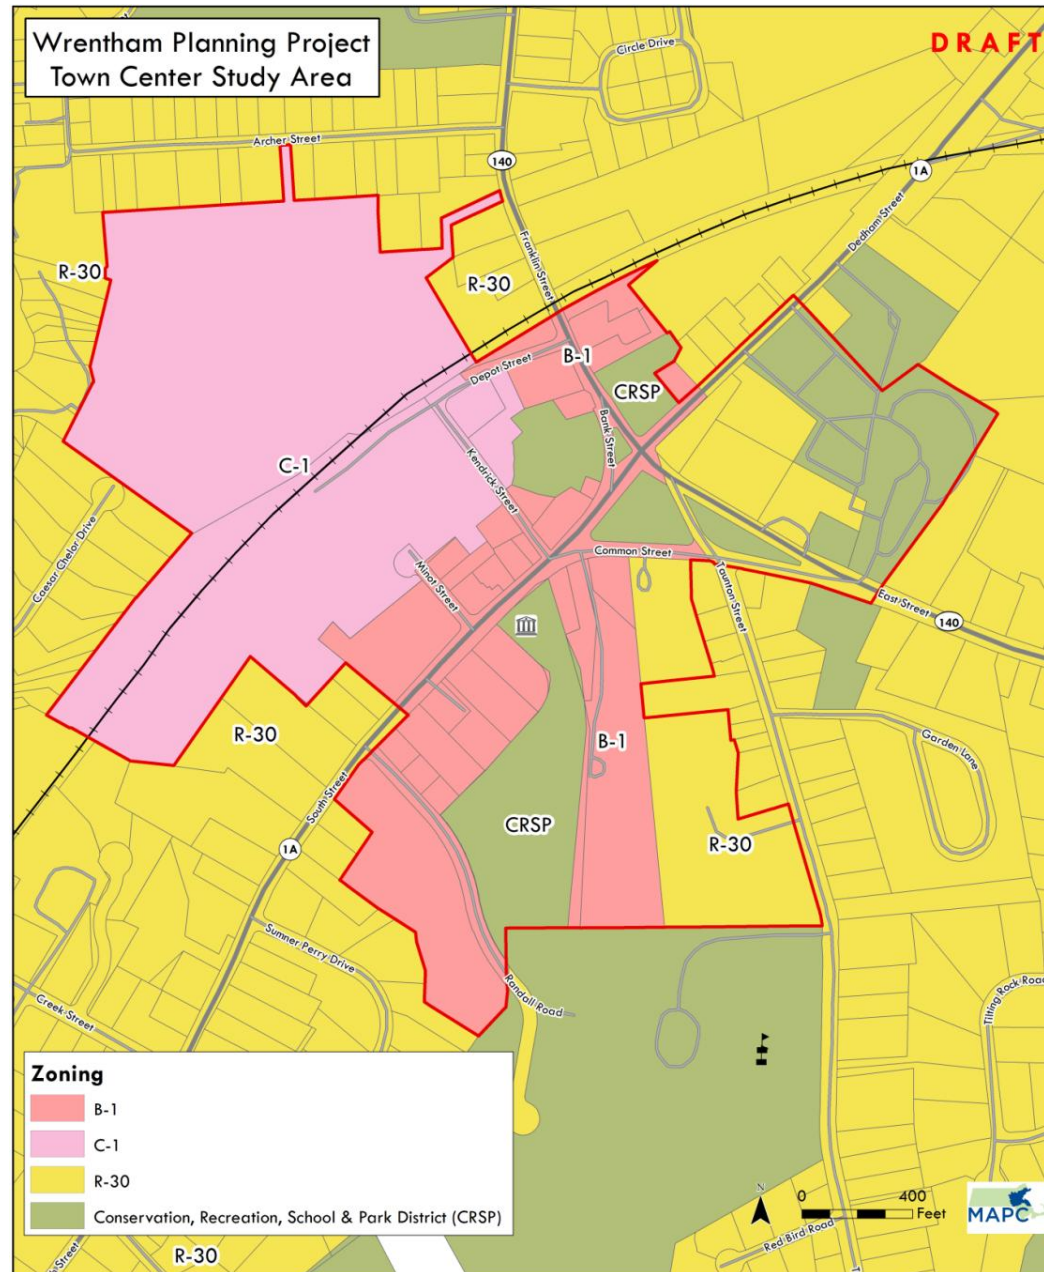 Wrentham Planning Project
Town Center Study Area
DRAFT
Circle Drive
Archer Street
140
1A
Dedham Street
Franklin Street
R-30
R-30
B-1
Depot Street
CRSP
Bank Street
C-1
Kendrick Street
Caesar Chelor Drive
Common Street
Minot Street
Taunton Street
East Street
140
R-30
B-1
Garden Lane
South Street
CRSP
R-30
1A
Sumner Perry Drive
Randall Road
Creek Street
Tilting Rock Road
Zoning
B-1
C-1
R-30
Conservation, Recreation, School & Park District (CRSP)
N
0 400
Feet
MAPC
Red Bird Road
R-30